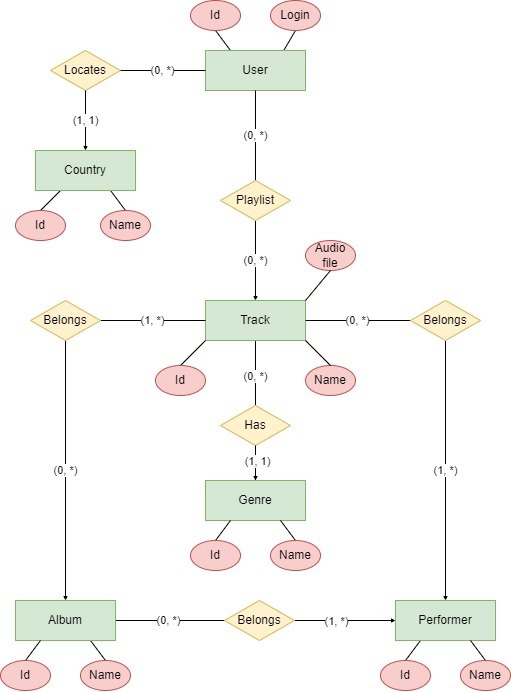 Id
Login
Locates
(0, *)
User
(1, 1)
(0, *)
Country
Id
Name
Playlist
Audio
file
(0, *)
Belongs
(1, *)
Track
(0, *)
Belongs
Id
(0, *)
Name
Has
(0, *)
(1, 1)
(1, *)
Genre
Id
Name
Album
(0, *)
Belongs
(1, *)
Performer
Id
Name
Id
Name